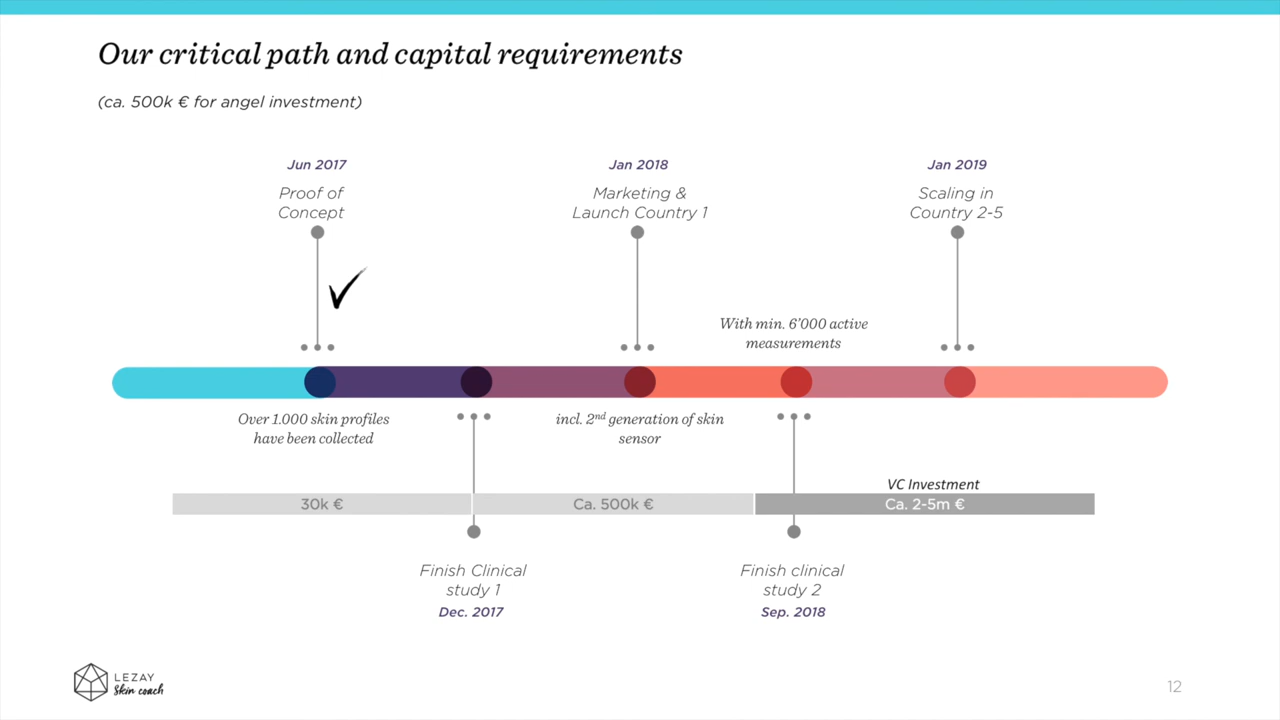 Our critical path and capital requirements
(ca. 500k € for angel investment)
Jun 2017
Proof of
Concept
Jan 2018
Marketing &
Launch Country 1
Jan 2019
Scaling in
Country 2-5
With min. 6’000 active
measurements
Over 1.000 skin profiles
have been collected
incl. 2nd generation of skin
sensor
VC Investment
30k €
Ca. 500k €
Ca. 2-5m €
Finish Clinical
study 1
Dec. 2017
Finish clinical
study 2
Sep. 2018
LEZAY
Skin coach
12